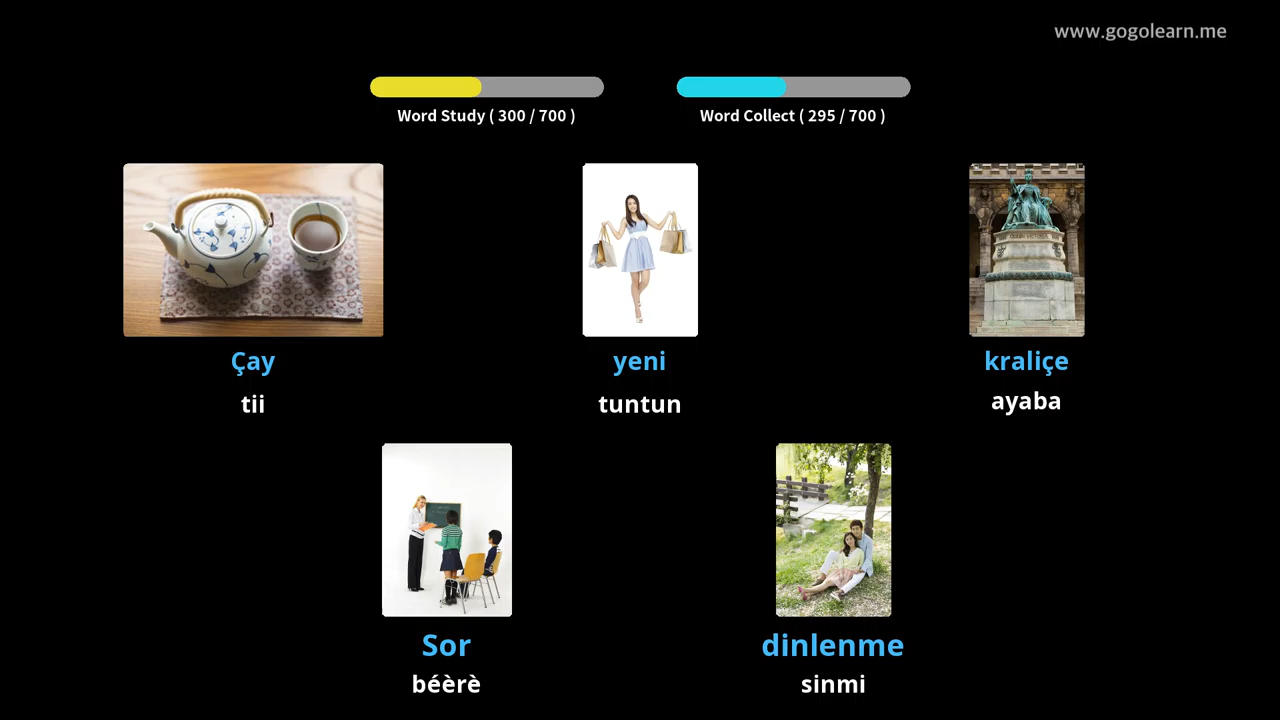 www.gogolearn.me
Word Study ( 300 / 700 )
Word Collect ( 295 / 700 )
Çay
yeni
kraliçe
tii
tuntun
ayaba
Sor
dinlenme
béèrè
sinmi